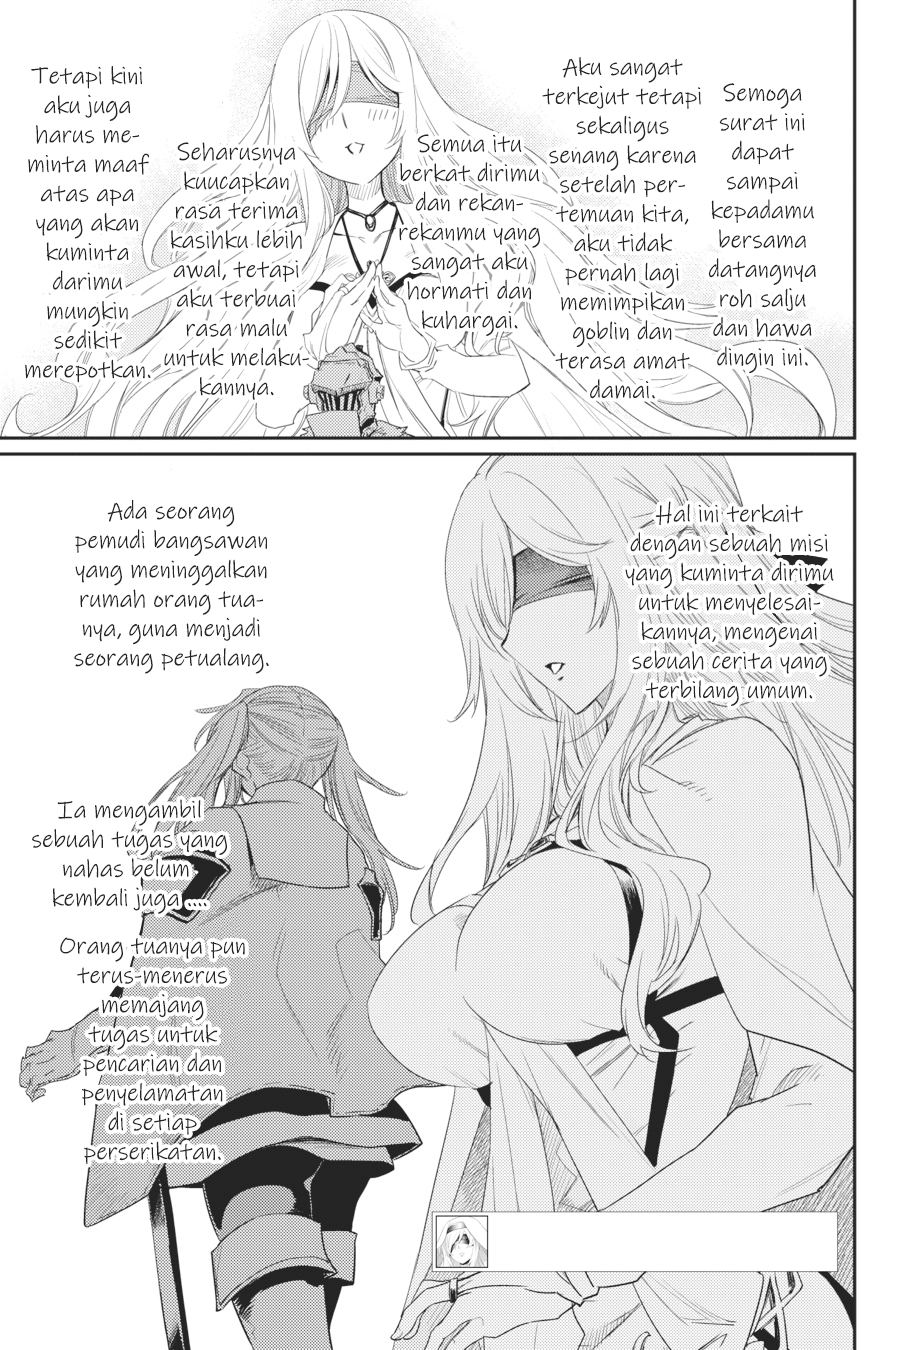 Semoga
surat ini
dapat
sampai
kepadamu
bersama
datangnya
roh salju
dan hawa
dingin ini.
Aku sangat
terkejut tetapi
sekaligus
senang karena
setelah per-
temuan kita,
aku tidak
pernah lagi
memimpikan
goblin dan
terasa amat
damai.
Semua itu
berkat dirimu
dan rekan-
rekanmu yang
sangat aku
hormati dan
kuhargai.
Seharusnya
kuucapkan
rasa terima
kasihku lebih
awal, tetapi
aku terbuai
rasa malu
untuk melaku-
kannya.
Tetapi kini
aku juga
harus me-
minta maaf
atas apa
yang akan
kuminta
darimu
mungkin
sedikit
merepotkan.
Hal ini terkait
dengan sebuah misi
yang kuminta dirimu
untuk menyelesai-
kannya, mengenai
sebuah cerita yang
terbilang umum.
Ada seorang
pemudi bangsawan
yang meninggalkan
rumah orang tua-
nya, guna menjadi
seorang petualang.
Ia mengambil
sebuah tugas yang
nahas belum
kembali juga ....
Orang tuanya pun
terus-menerus
memajang
tugas untuk
pencarian dan
penyelamatan
di setiap
perserikatan.